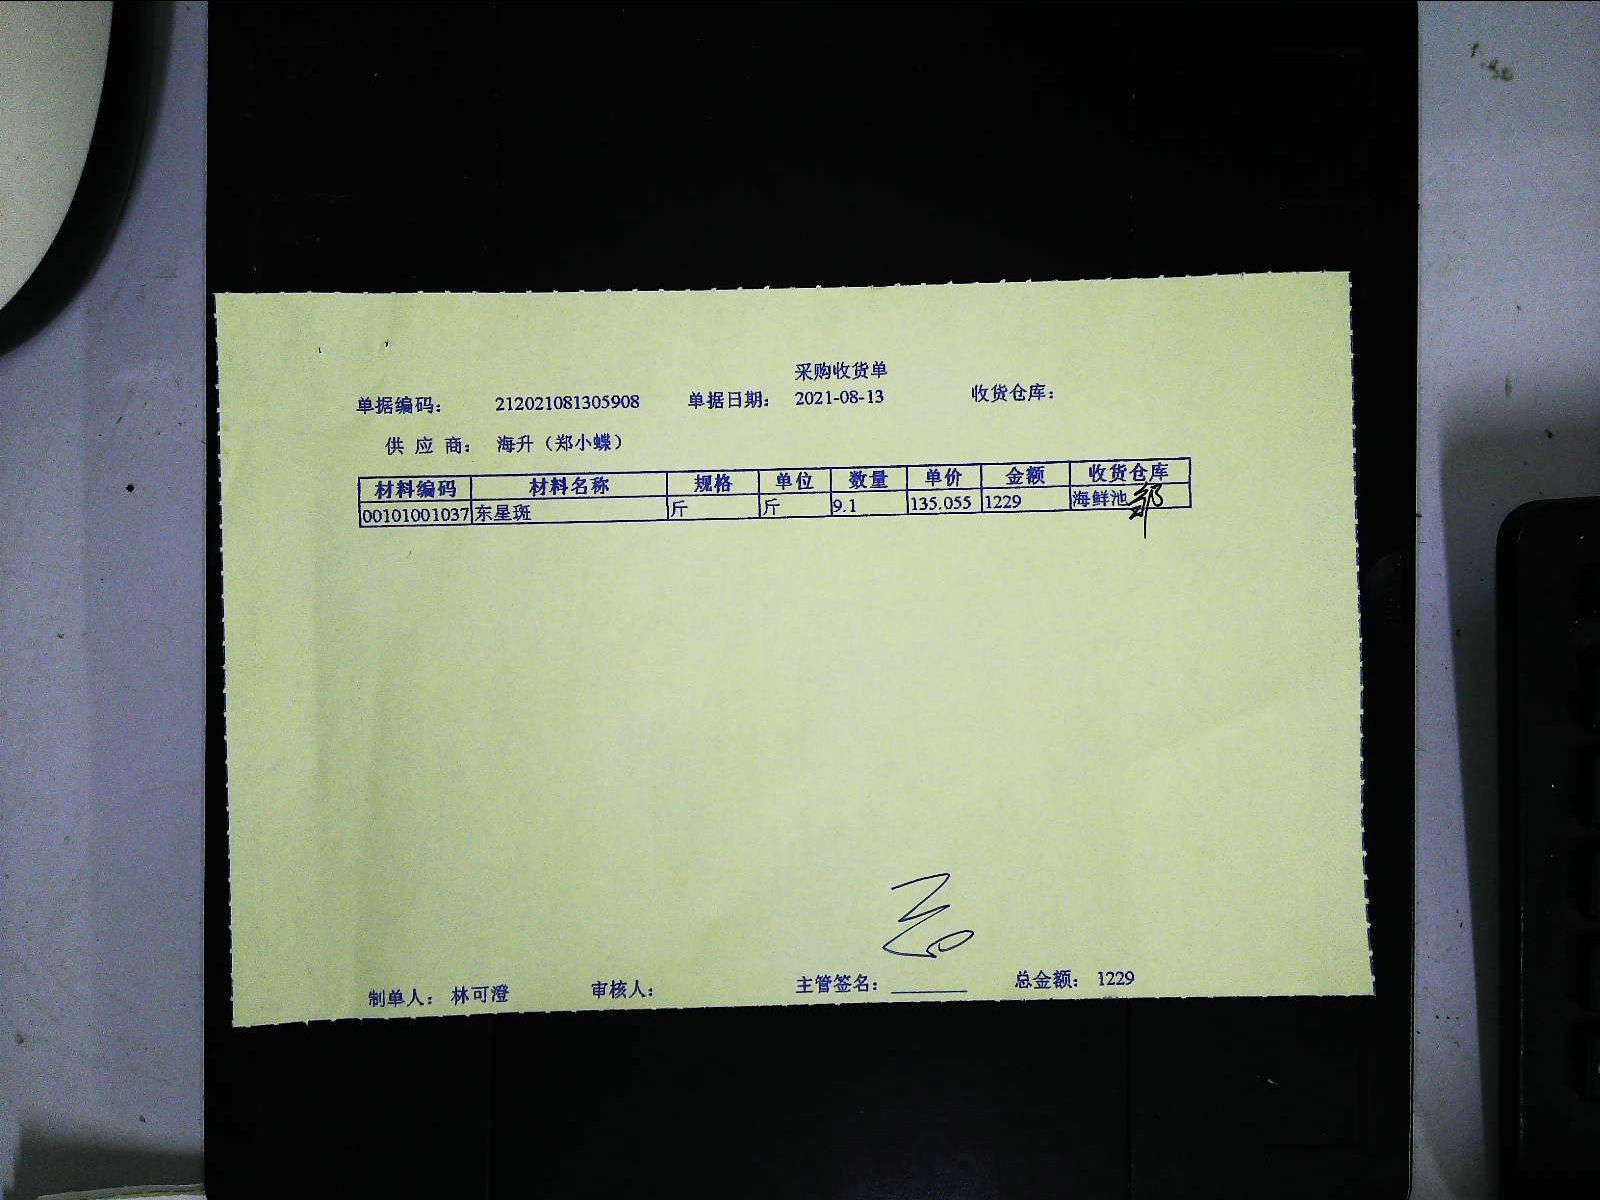 采购收货单
单据编码： 212021081305908 单据日期： 2021-08-13 收货仓库：
供 应 商： 海升（郑小蝶）
材料编码 材料名称 规格 单位 数量 单价 金额 收货仓库
00101001037 东星斑 斤 斤 9.1 135.055 1229 海鲜池
制单人： 林可澄 审核人： 主管签名： 总金额： 1229